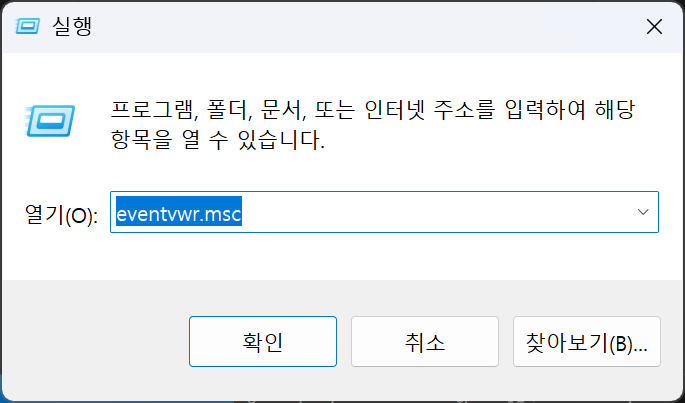 실행
프로그램, 폴더, 문서, 또는 인터넷 주소를 입력하여 해당
항목을 열 수 있습니다.
열기(O): eventvwr.msc
확인 취소 찾아보기(B)...